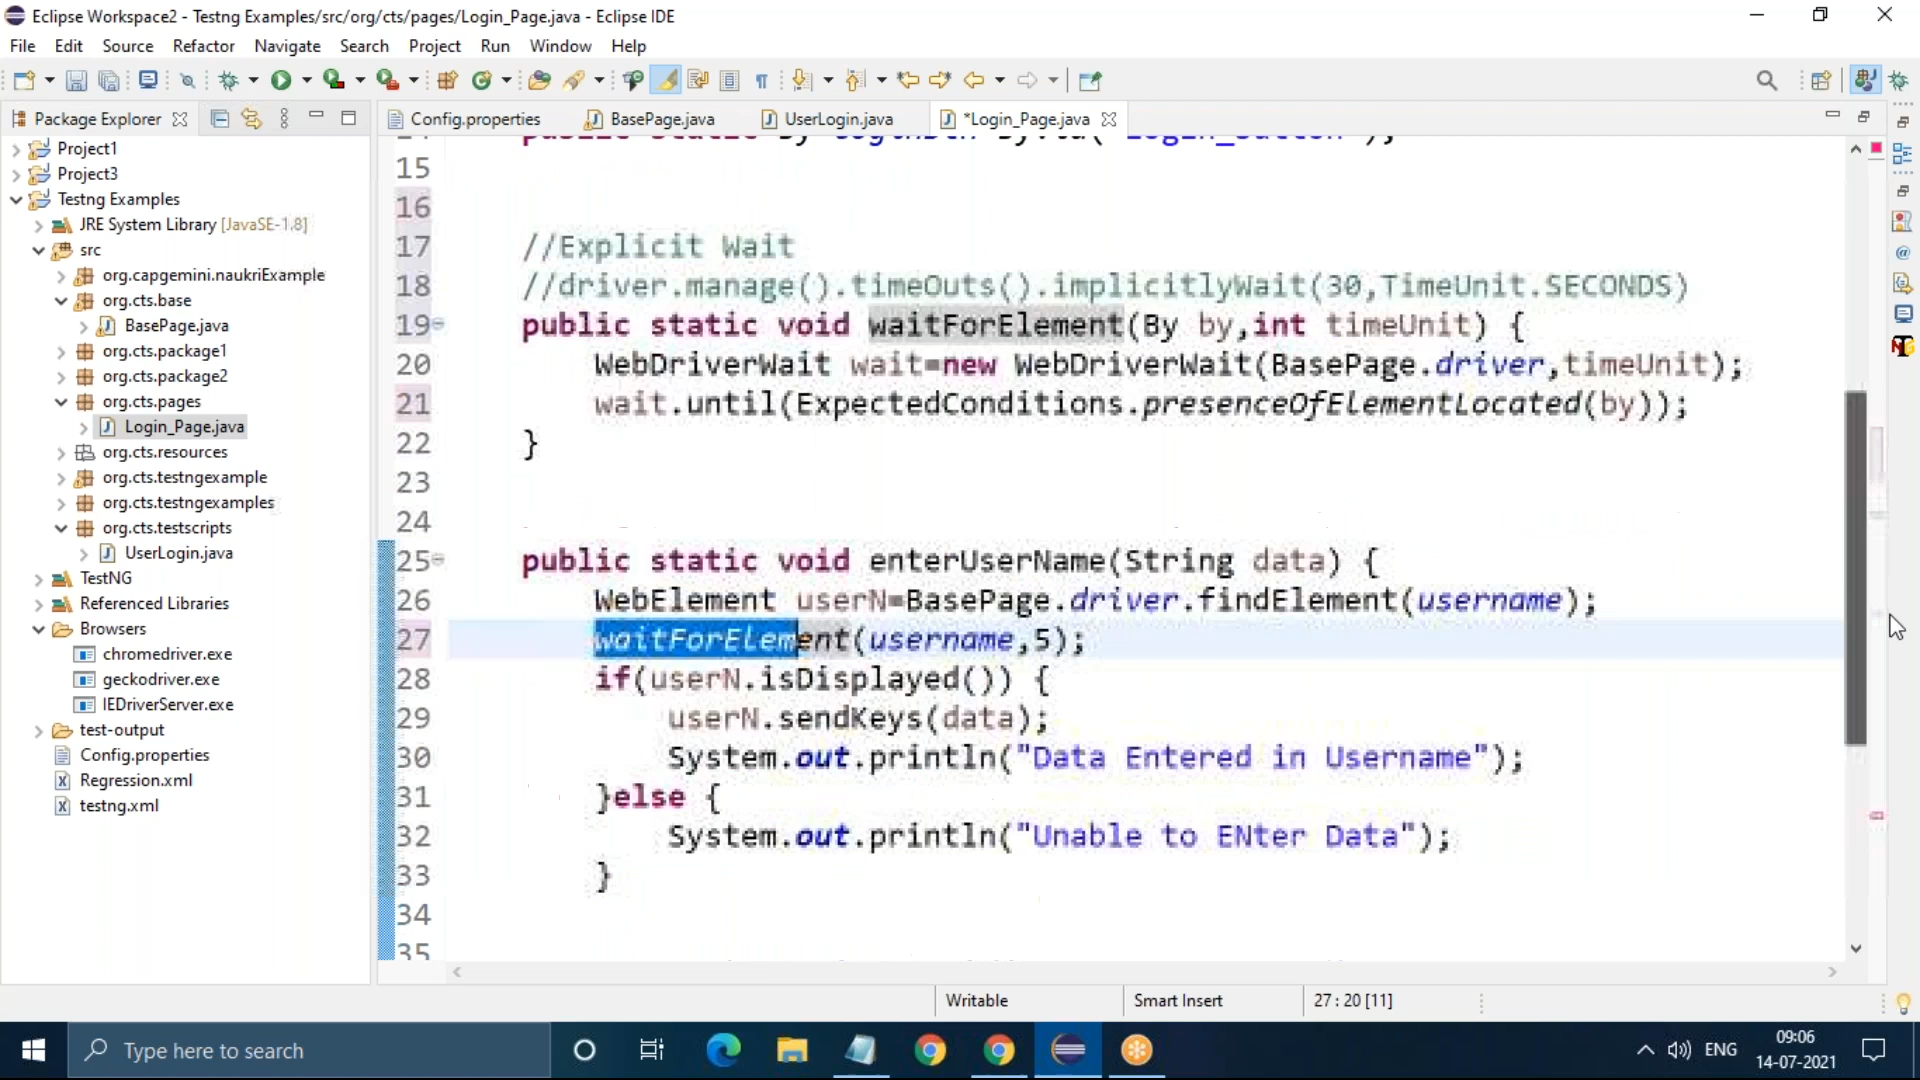 Eclipse Workspace2 - Testng Examples/src/org/cts/pages/Login_Page.java - Eclipse IDE
File Edit Source Refactor Navigate Search Project Run Window Help
Package Explorer
Config.properties BasePage.java UserLogin.java *Login_Page.java
Project1
Project3
Testng Examples
JRE System Library [JavaSE-1.8]
src
org.capgemini.naukriExample
org.cts.base
BasePage.java
org.cts.package1
org.cts.package2
org.cts.pages
Login_Page.java
org.cts.resources
org.cts.testngexample
org.cts.testngexamples
org.cts.testscripts
UserLogin.java
TestNG
Referenced Libraries
Browsers
chromedriver.exe
geckodriver.exe
IEDriverServer.exe
test-output
Config.properties
Regression.xml
testng.xml
15
16
17 //Explicit Wait
18 //driver.manage().timeOuts().implicitlyWait(30,TimeUnit.SECONDS)
19 public static void waitForElement(By by,int timeUnit) {
20 WebDriverWait wait=new WebDriverWait(BasePage.driver,timeUnit);
21 wait.until(ExpectedConditions.presenceOfElementLocated(by));
22 }
23
24
25 public static void enterUserName(String data) {
26 WebElement userN=BasePage.driver.findElement(username);
27 waitForElement(username,5);
28 if(userN.isDisplayed()) {
29 userN.sendKeys(data);
30 System.out.println("Data Entered in Username");
31 }else {
32 System.out.println("Unable to ENter Data");
33 }
34
35
Writable Smart Insert 27 : 20 [11]
Type here to search
ENG
09:06
14-07-2021